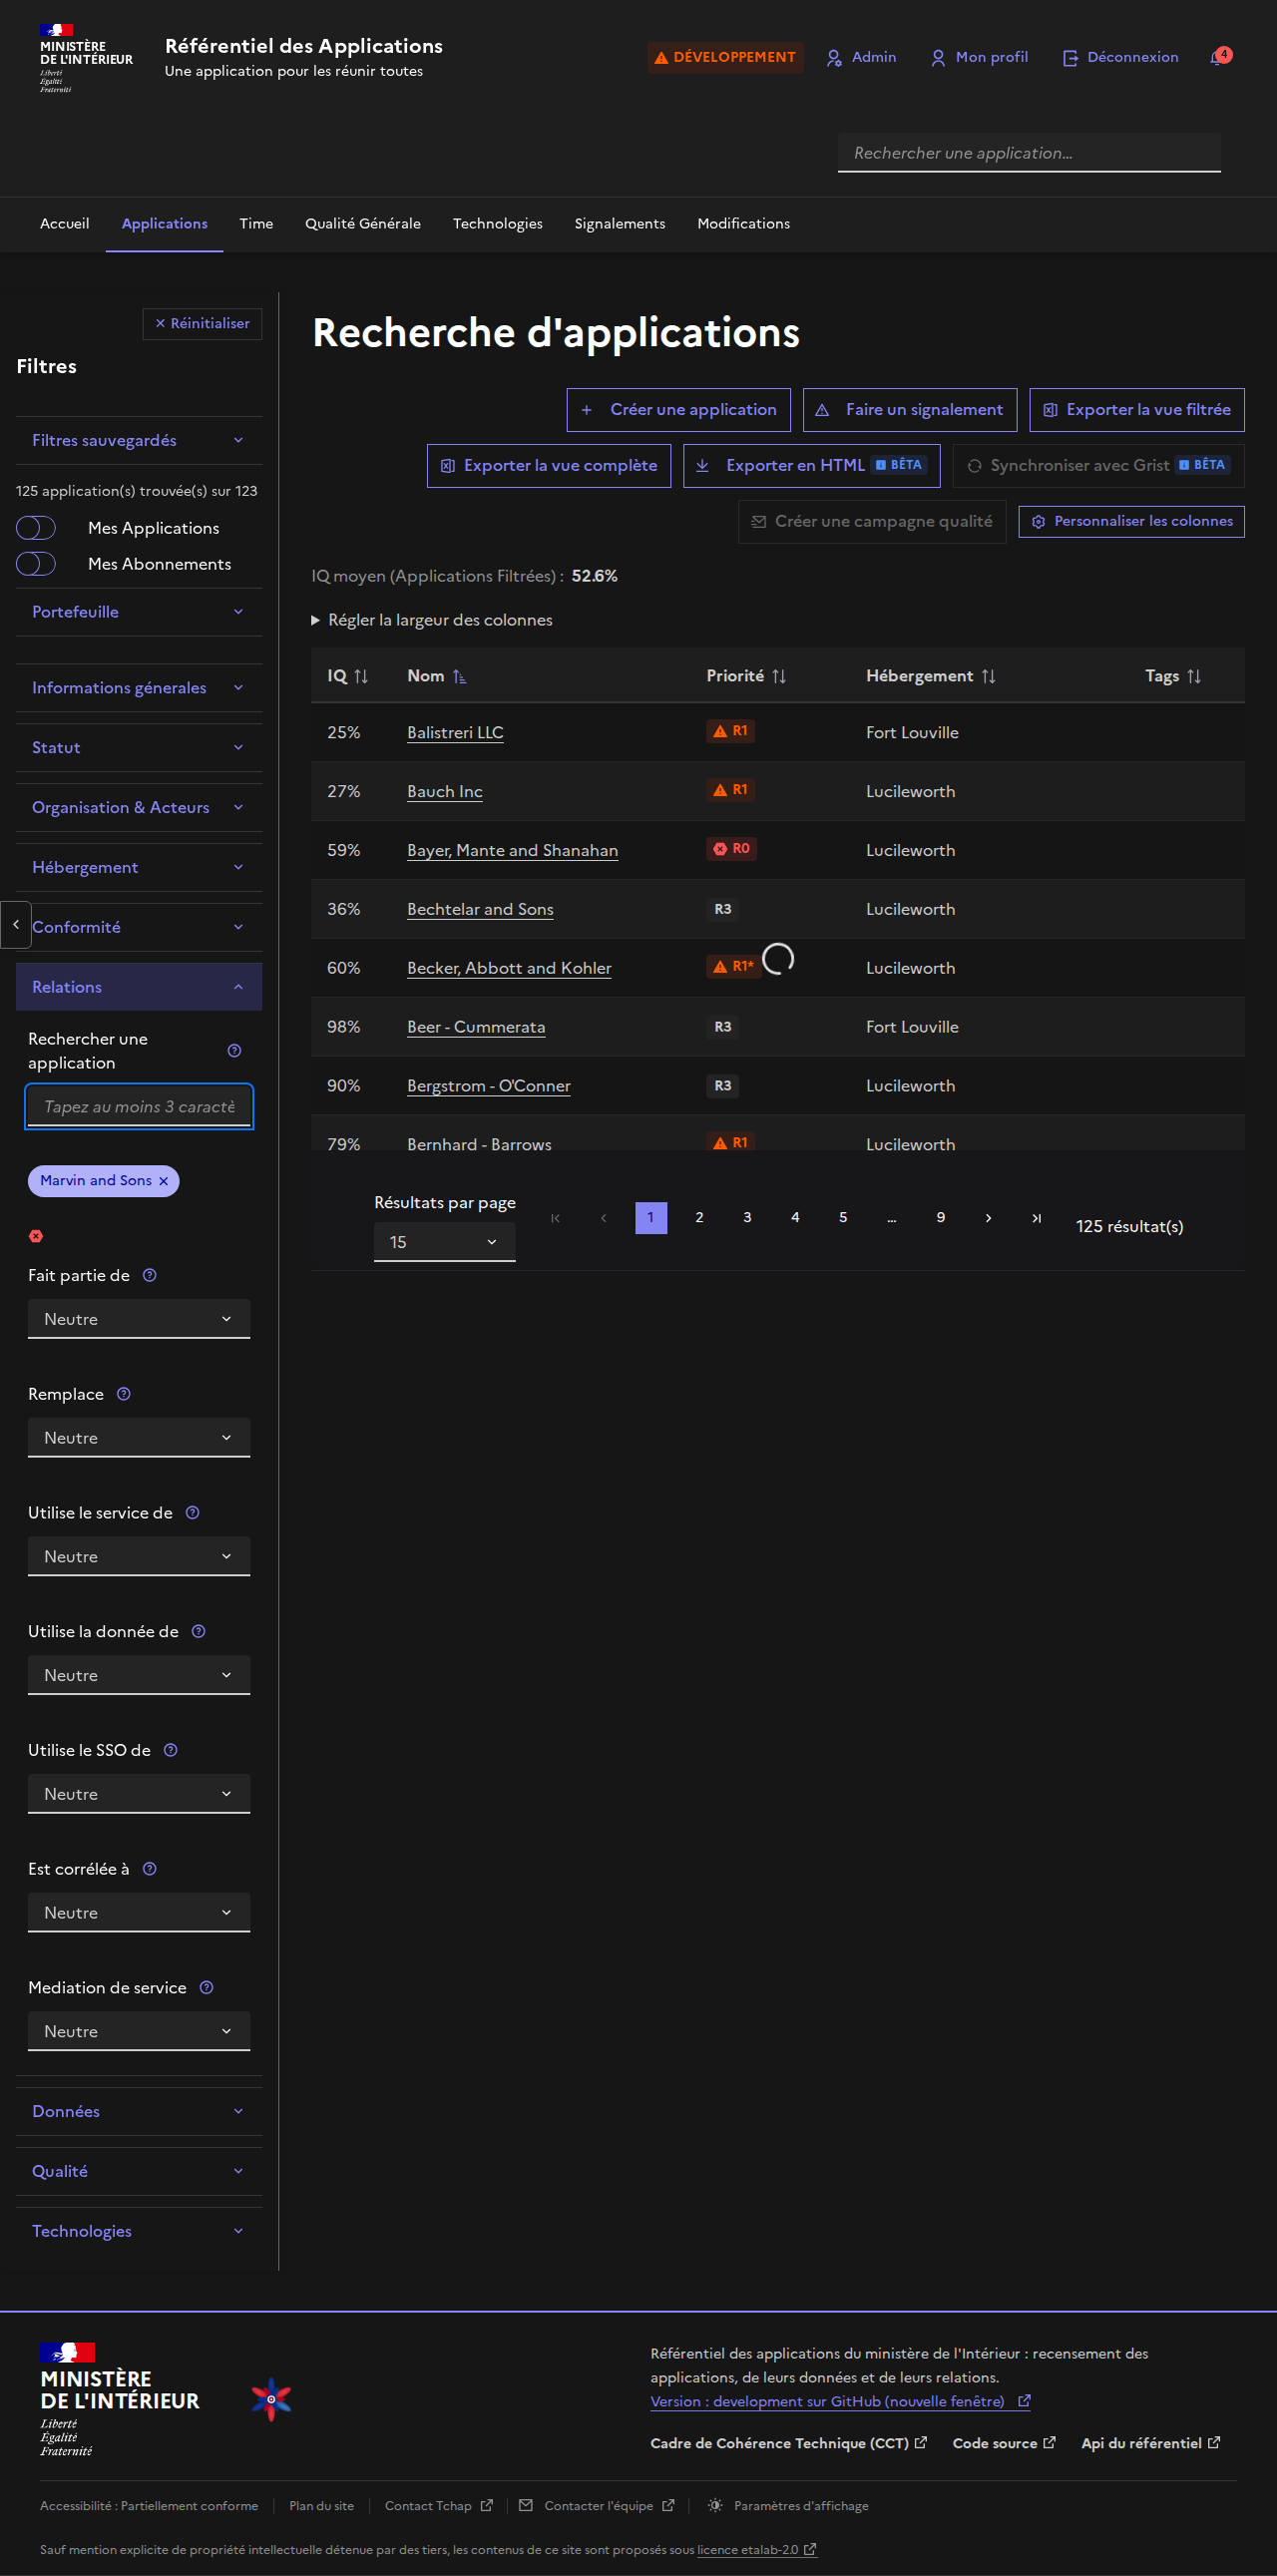 MINISTÈRE
DE L'INTÉRIEUR
Liberté
Égalité
Fraternité
Référentiel des Applications
Une application pour les réunir toutes
DÉVELOPPEMENT
Admin
Mon profil
Déconnexion
4
Rechercher une application...
Accueil
Applications
Time
Qualité Générale
Technologies
Signalements
Modifications
Réinitialiser
Filtres
Filtres sauvegardés
125 application(s) trouvée(s) sur 123
Mes Applications
Mes Abonnements
Portefeuille
Informations génerales
Statut
Organisation & Acteurs
Hébergement
Conformité
Relations
Rechercher une
application
Tapez au moins 3 caractè
Marvin and Sons
Fait partie de
Neutre
Remplace
Neutre
Utilise le service de
Neutre
Utilise la donnée de
Neutre
Utilise le SSO de
Neutre
Est corrélée à
Neutre
Mediation de service
Neutre
Données
Qualité
Technologies
Recherche d'applications
Créer une application
Faire un signalement
Exporter la vue filtrée
Exporter la vue complète
Exporter en HTML BÊTA
Synchroniser avec Grist BÊTA
Créer une campagne qualité
Personnaliser les colonnes
IQ moyen (Applications Filtrées) : 52.6%
Régler la largeur des colonnes
IQ Nom Priorité Hébergement Tags
25% Balistreri LLC R1 Fort Louville
27% Bauch Inc R1 Lucileworth
59% Bayer, Mante and Shanahan R0 Lucileworth
36% Bechtelar and Sons R3 Lucileworth
60% Becker, Abbott and Kohler R1* Lucileworth
98% Beer - Cummerata R3 Fort Louville
90% Bergstrom - O'Conner R3 Lucileworth
79% Bernhard - Barrows R1 Lucileworth
Résultats par page
15
1 2 3 4 5 … 9
125 résultat(s)
MINISTÈRE
DE L'INTÉRIEUR
Liberté
Égalité
Fraternité
Référentiel des applications du ministère de l'Intérieur : recensement des
applications, de leurs données et de leurs relations.
Version : development sur GitHub (nouvelle fenêtre)
Cadre de Cohérence Technique (CCT)
Code source
Api du référentiel
Accessibilité : Partiellement conforme
Plan du site
Contact Tchap
Contacter l'équipe
Paramètres d'affichage
Sauf mention explicite de propriété intellectuelle détenue par des tiers, les contenus de ce site sont proposés sous licence etalab-2.0